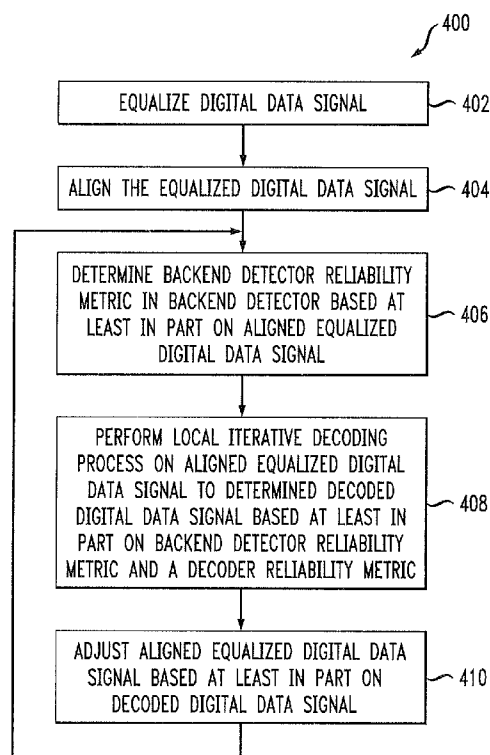 400
EQUALIZE DIGITAL DATA SIGNAL
402
ALIGN THE EQUALIZED DIGITAL DATA SIGNAL
404
DETERMINE BACKEND DETECTOR RELIABILITY
METRIC IN BACKEND DETECTOR BASED AT
LEAST IN PART ON ALIGNED EQUALIZED
DIGITAL DATA SIGNAL
406
PERFORM LOCAL ITERATIVE DECODING
PROCESS ON ALIGNED EQUALIZED DIGITAL
DATA SIGNAL TO DETERMINED DECODED
DIGITAL DATA SIGNAL BASED AT LEAST IN
PART ON BACKEND DETECTOR RELIABILITY
METRIC AND A DECODER RELIABILITY METRIC
408
ADJUST ALIGNED EQUALIZED DIGITAL DATA
SIGNAL BASED AT LEAST IN PART ON
DECODED DIGITAL DATA SIGNAL
410